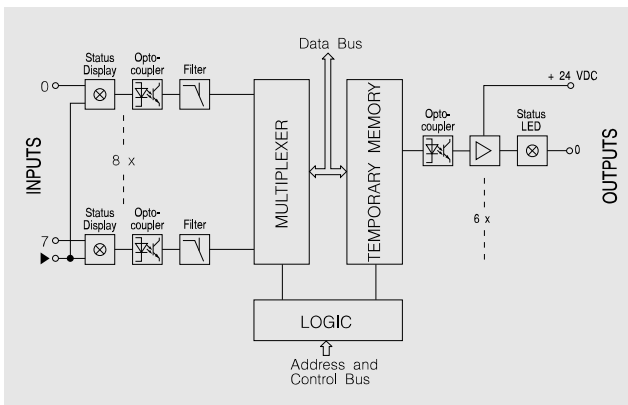 Data Bus
Status
Display
Opto-
coupler
Filter
0
INPUTS
8 x
MULTIPLEXER
TEMPORARY MEMORY
Status
Display
Opto-
coupler
Filter
7
+ 24 VDC
Opto-
coupler
Status
LED
0
OUTPUTS
6 x
LOGIC
Address and
Control Bus